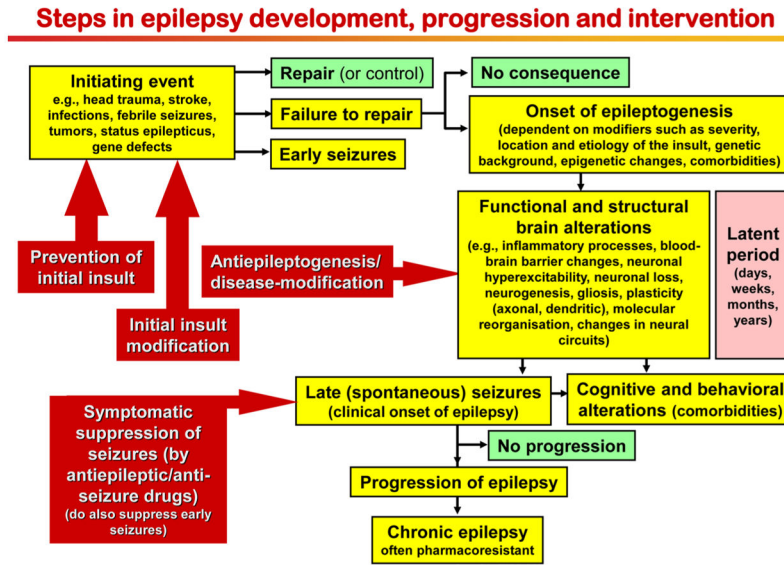 Steps in epilepsy development, progression and intervention
Initiating event
e.g., head trauma, stroke,
infections, febrile seizures,
tumors, status epilepticus,
gene defects
Repair (or control)
Failure to repair
Early seizures
No consequence
Onset of epileptogenesis
(dependent on modifiers such as severity,
location and etiology of the insult, genetic
background, epigenetic changes, comorbidities)
Prevention of
initial insult
Initial insult
modification
Antiepileptogenesis/
disease-modification
Functional and structural
brain alterations
(e.g., inflammatory processes, blood-
brain barrier changes, neuronal
hyperexcitability, neuronal loss,
neurogenesis, gliosis, plasticity
(axonal, dendritic), molecular
reorganisation, changes in neural
circuits)
Latent
period
(days,
weeks,
months,
years)
Symptomatic
suppression of
seizures (by
antiepileptic/anti-
seizure drugs)
(do also suppress early
seizures)
Late (spontaneous) seizures
(clinical onset of epilepsy)
Cognitive and behavioral
alterations (comorbidities)
No progression
Progression of epilepsy
Chronic epilepsy
often pharmacoresistant